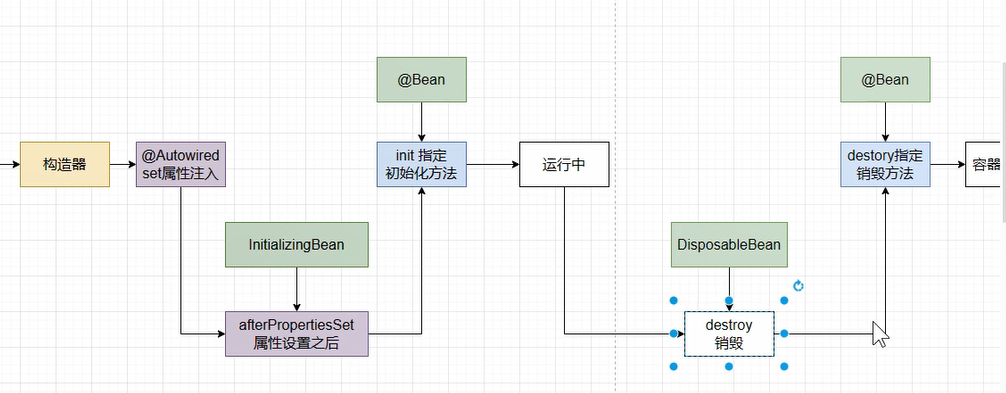 @Bean
@Bean
构造器
@Autowired
set属性注入
init 指定
初始化方法
运行中
destory指定
销毁方法
容器
InitializingBean
DisposableBean
afterPropertiesSet
属性设置之后
destroy
销毁